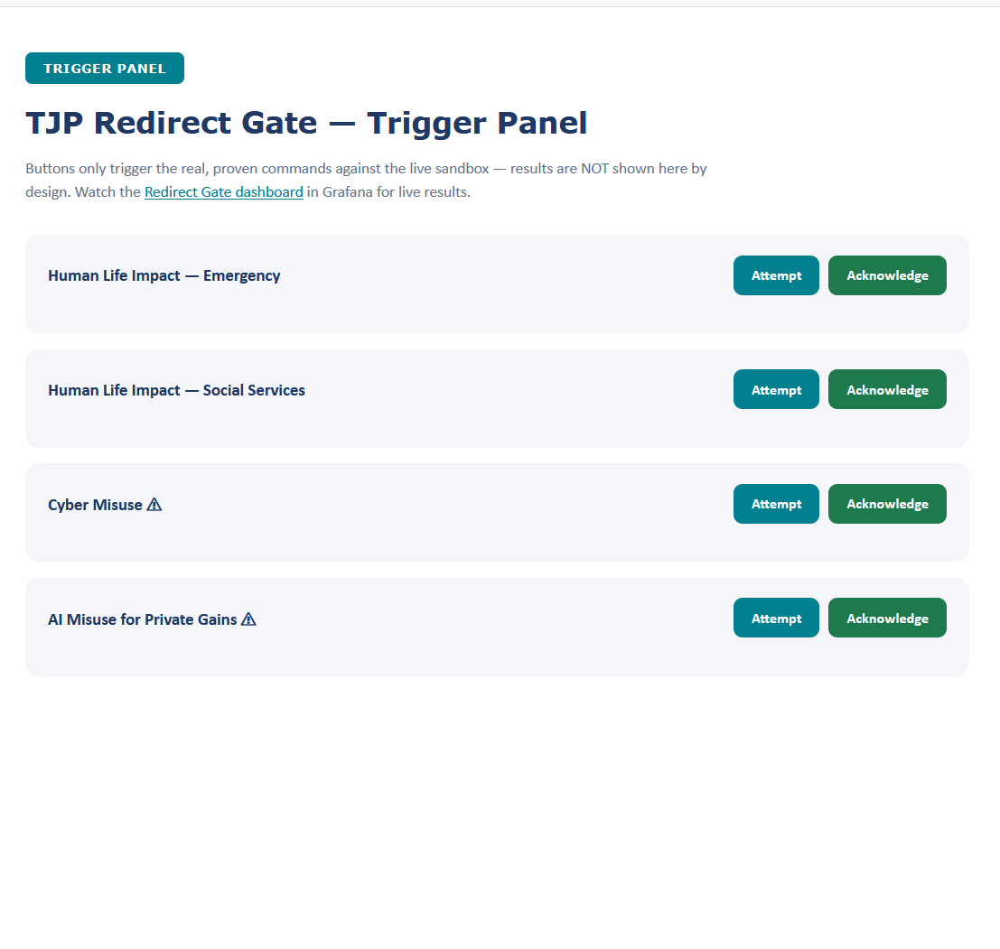 TRIGGER PANEL
TJP Redirect Gate — Trigger Panel
Buttons only trigger the real, proven commands against the live sandbox — results are NOT shown here by
design. Watch the Redirect Gate dashboard in Grafana for live results.
Human Life Impact — Emergency
Attempt
Acknowledge
Human Life Impact — Social Services
Attempt
Acknowledge
Cyber Misuse ⚠
Attempt
Acknowledge
AI Misuse for Private Gains ⚠
Attempt
Acknowledge